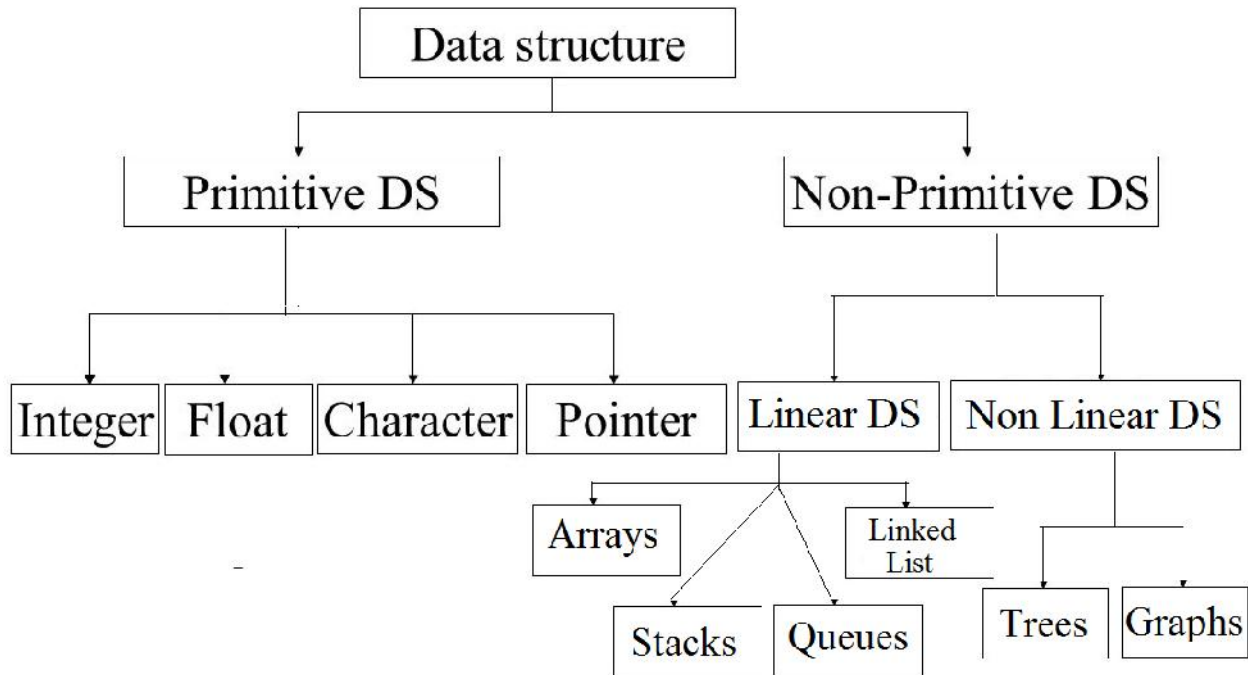 Data structure
Primitive DS
Non-Primitive DS
Integer
Float
Character
Pointer
Linear DS
Non Linear DS
Arrays
Linked
List
Stacks
Queues
Trees
Graphs